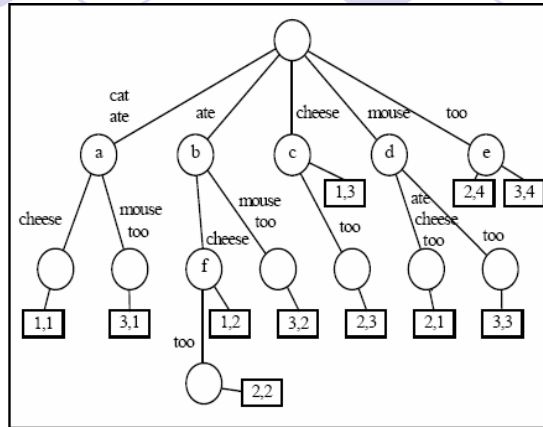 cat
ate
ate
cheese
mouse
too
a
b
c
d
e
1,3
2,4
3,4
cheese
mouse
too
cheese
mouse
too
too
ate
cheese
too
too
f
1,1
3,1
1,2
3,2
2,3
2,1
3,3
too
2,2